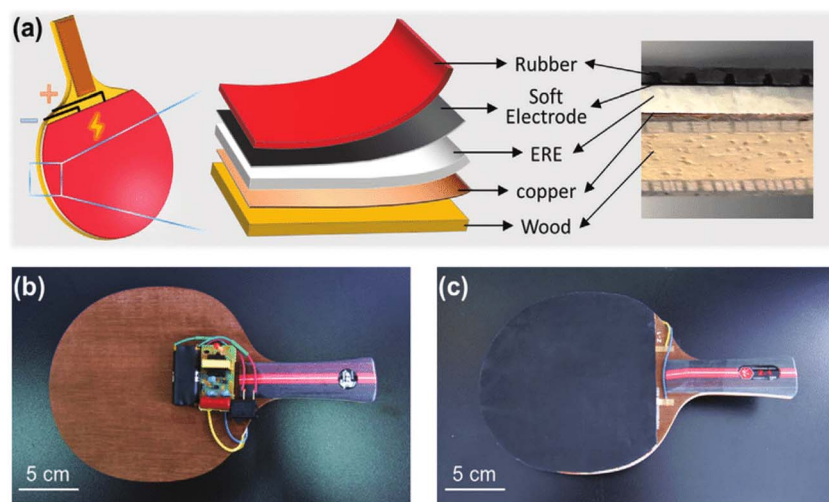 (a)
+
−
Rubber
Soft
Electrode
ERE
copper
Wood
(b)
5 cm
(c)
5 cm